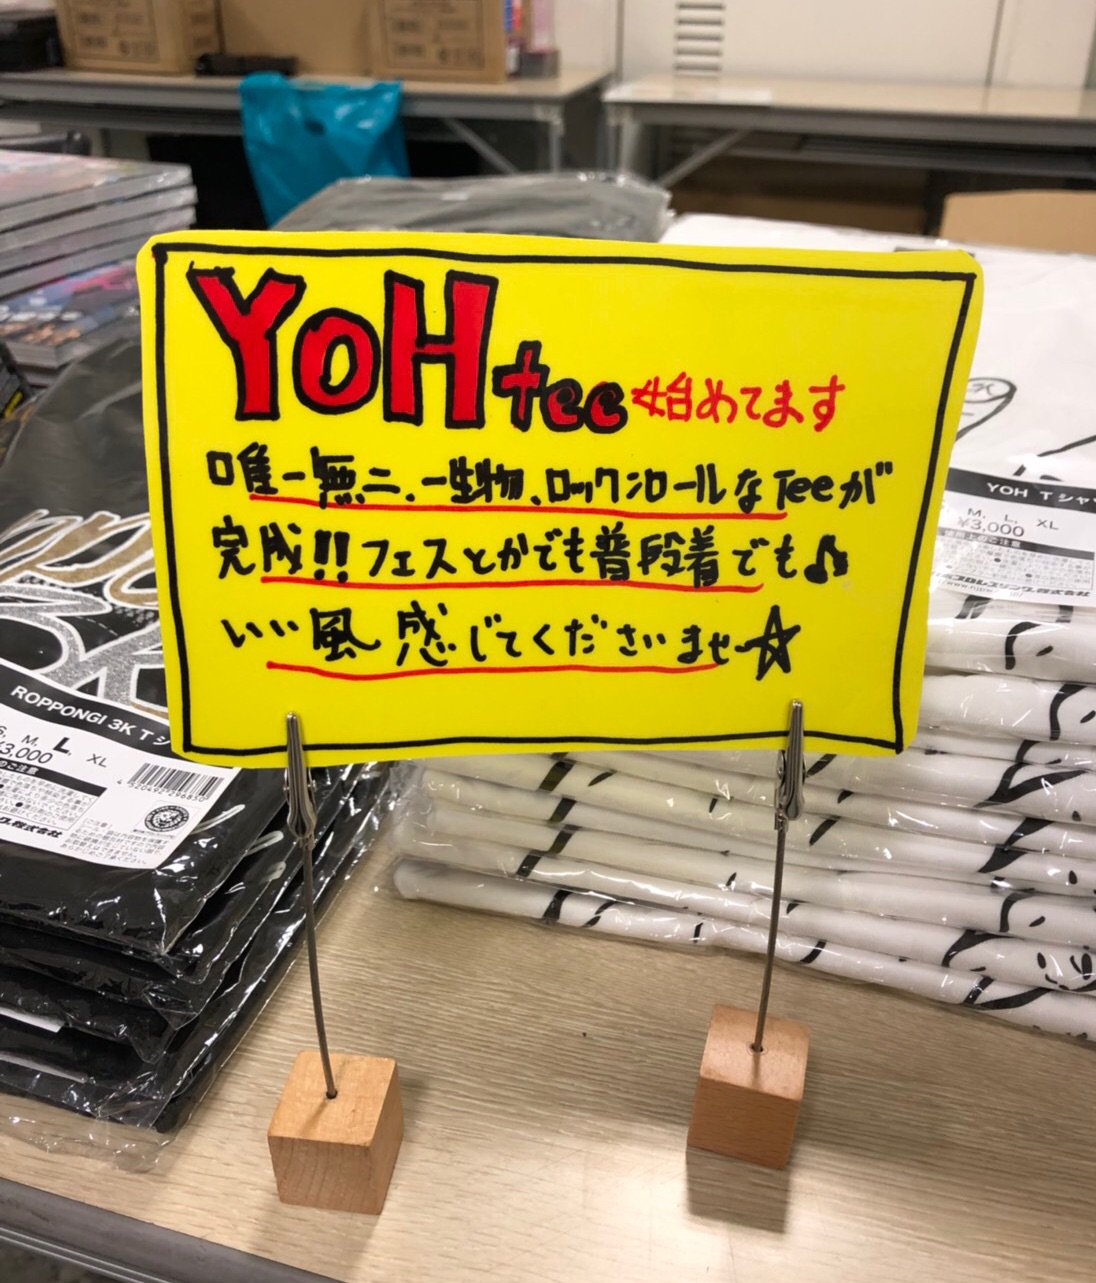 YOH tee 始めてます
唯一無二、一生物、ロックンロールなTeeが
完成!!フェスとかでも普段着でも♪
いい風感じてくださいませ☆
YOH Tシャツ
M, L, XL
¥3,000
ROPPONGI 3K Tシ
S, M, L XL
¥3,000